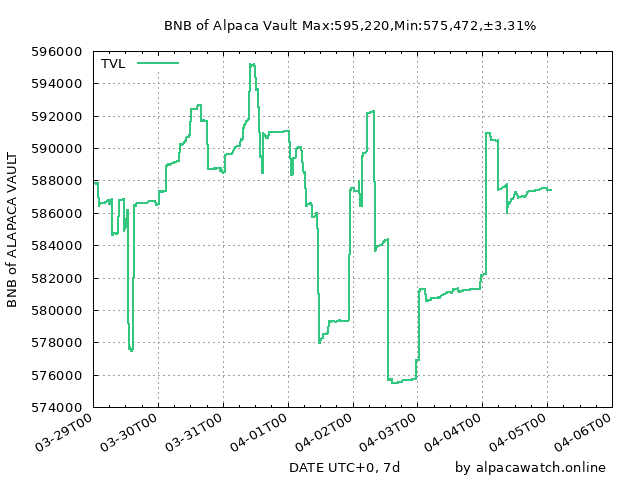 BNB of Alpaca Vault Max:595,220,Min:575,472,±3.31%
TVL
BNB of ALAPACA VAULT
596000
594000
592000
590000
588000
586000
584000
582000
580000
578000
576000
574000
03-29T00
03-30T00
03-31T00
04-01T00
04-02T00
04-03T00
04-04T00
04-05T00
04-06T00
DATE UTC+0, 7d
by alpacawatch.online